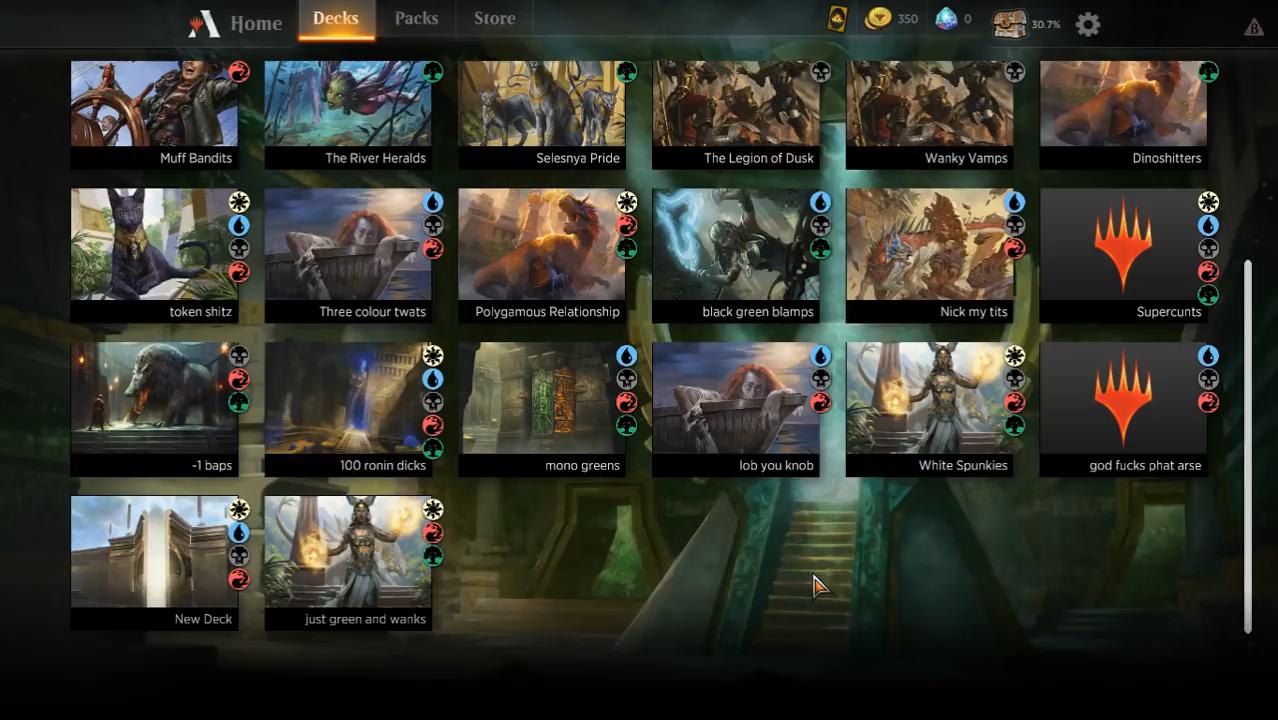 Home
Decks
Packs
Store
350
0
30.7%
B
Muff Bandits
The River Heralds
Selesnya Pride
The Legion of Dusk
Wanky Vamps
Dinoshitters
token shitz
Three colour twats
Polygamous Relationship
black green blamps
Nick my tits
Supercunts
-1 baps
100 ronin dicks
mono greens
lob you knob
White Spunkies
god fucks phat arse
New Deck
just green and wanks